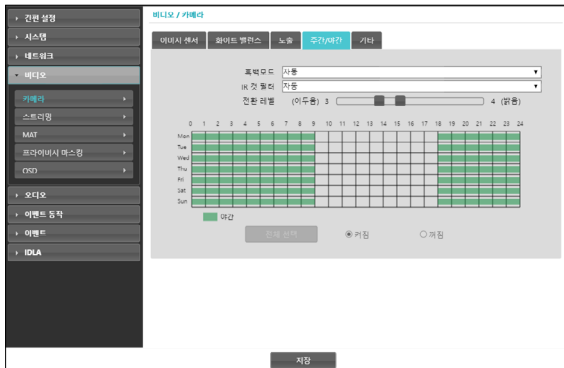 비디오 / 카메라
간편 설정
시스템
네트워크
비디오
카메라
스트리밍
MAT
프라이버시 마스킹
OSD
오디오
이벤트 동작
이벤트
IDLA
이미지 센서 화이트 밸런스 노출 주간/야간 기타
흑백모드 자동
IR 컷 필터 자동
전환 레벨 (어두움) 3 4 (밝음)
0 1 2 3 4 5 6 7 8 9 10 11 12 13 14 15 16 17 18 19 20 21 22 23 24
Mon
Tue
Wed
Thu
Fri
Sat
Sun
야간
전체 선택 켜짐 꺼짐
저장